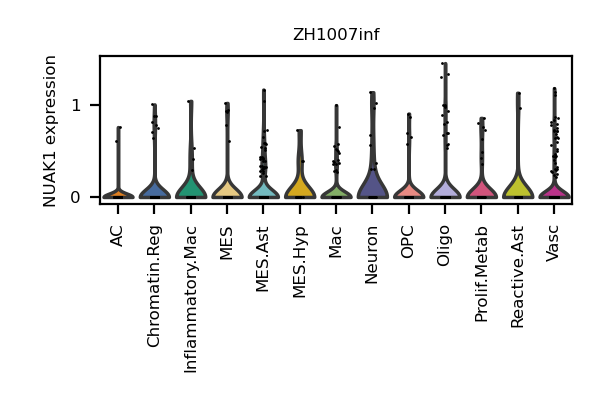 ZH1007inf
NUAK1 expression
1
0
AC
Chromatin.Reg
Inflammatory.Mac
MES
MES.Ast
MES.Hyp
Mac
Neuron
OPC
Oligo
Prolif.Metab
Reactive.Ast
Vasc